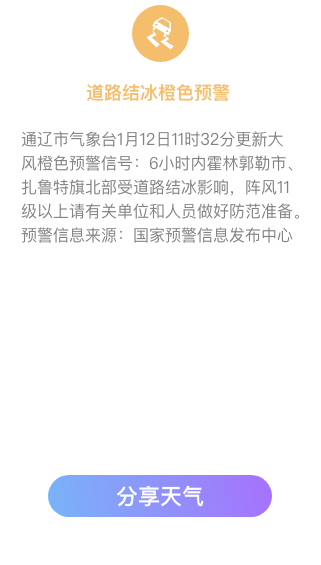 道路结冰橙色预警
通辽市气象台1月12日11时32分更新大
风橙色预警信号：6小时内霍林郭勒市、
扎鲁特旗北部受道路结冰影响，阵风11
级以上请有关单位和人员做好防范准备。
预警信息来源：国家预警信息发布中心
分享天气